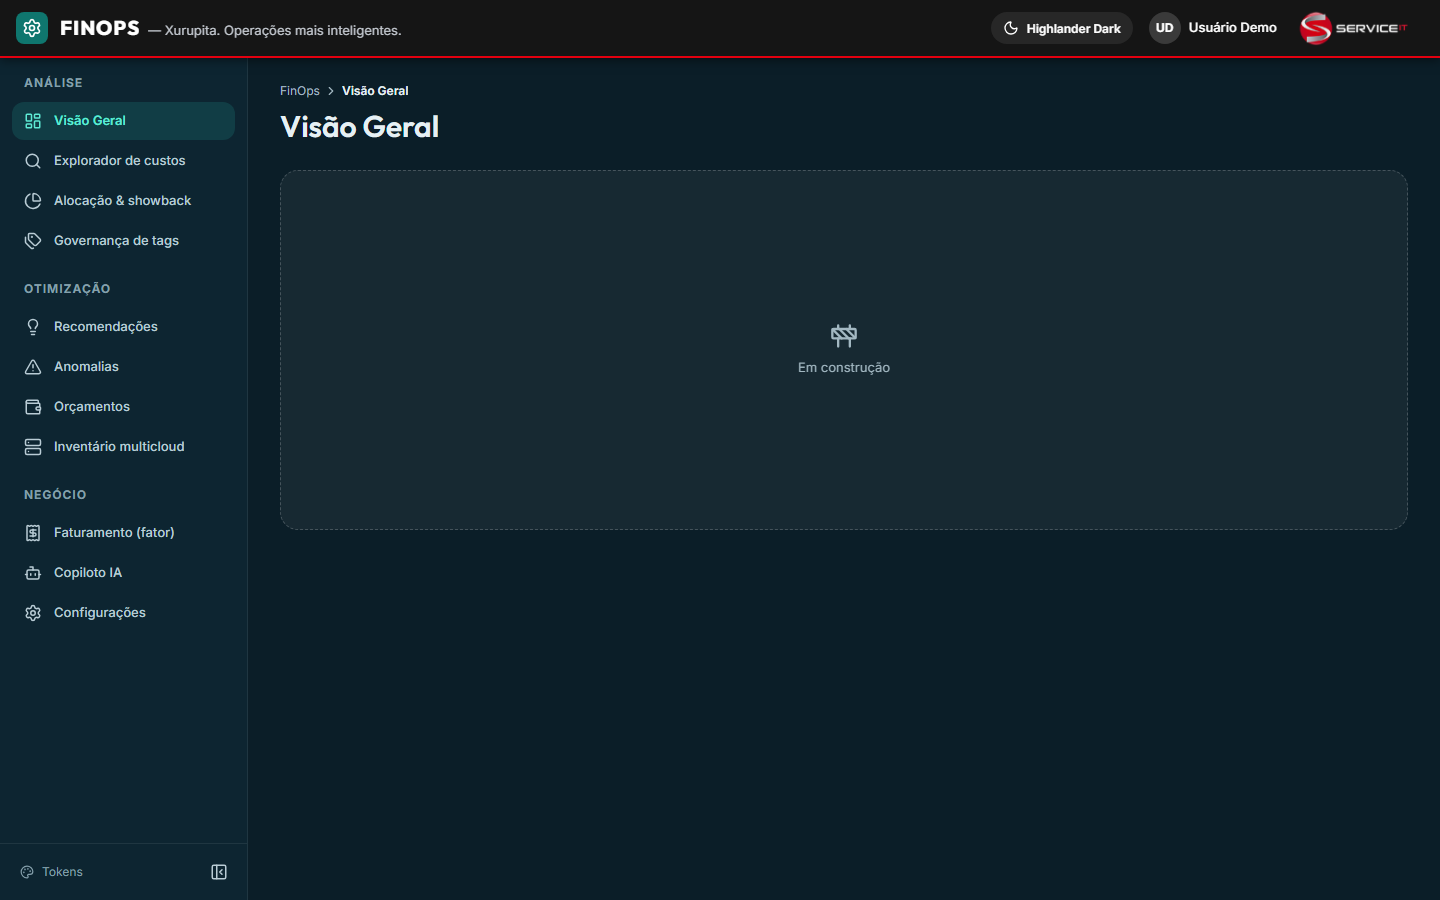 FINOPS — Xurupita. Operações mais inteligentes.
Highlander Dark
UD Usuário Demo
SERVICE IT
ANÁLISE
Visão Geral
Explorador de custos
Alocação & showback
Governança de tags
OTIMIZAÇÃO
Recomendações
Anomalias
Orçamentos
Inventário multicloud
NEGÓCIO
Faturamento (fator)
Copiloto IA
Configurações
Tokens
FinOps > Visão Geral
Visão Geral
Em construção